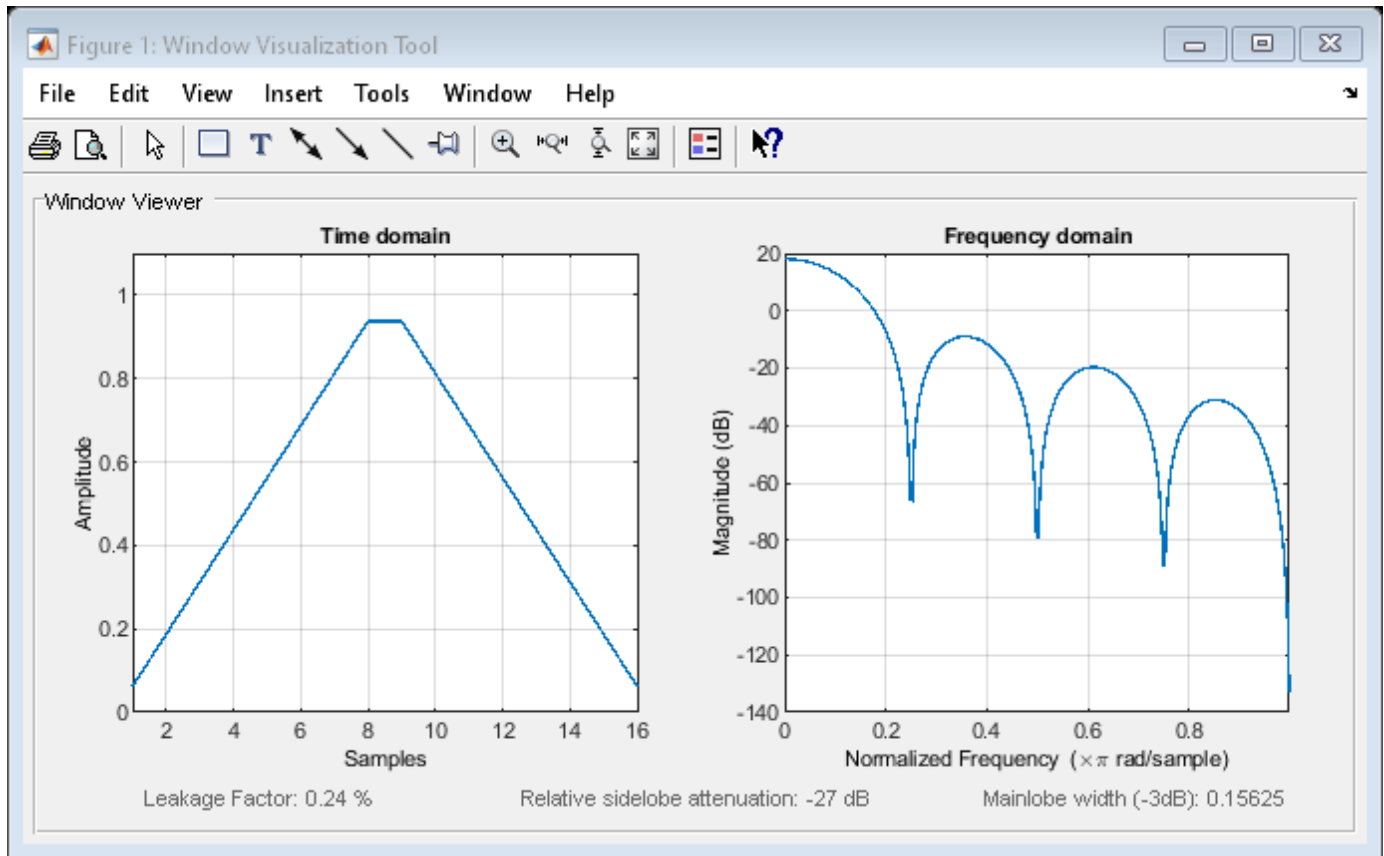 Figure 1: Window Visualization Tool
File Edit View Insert Tools Window Help
T
?
Window Viewer
Time domain
1
0.8
0.6
0.4
0.2
0
Amplitude
2 4 6 8 10 12 14 16
Samples
Frequency domain
20
0
-20
-40
-60
-80
-100
-120
-140
Magnitude (dB)
0 0.2 0.4 0.6 0.8
Normalized Frequency (×π rad/sample)
Leakage Factor: 0.24 % Relative sidelobe attenuation: -27 dB Mainlobe width (-3dB): 0.15625